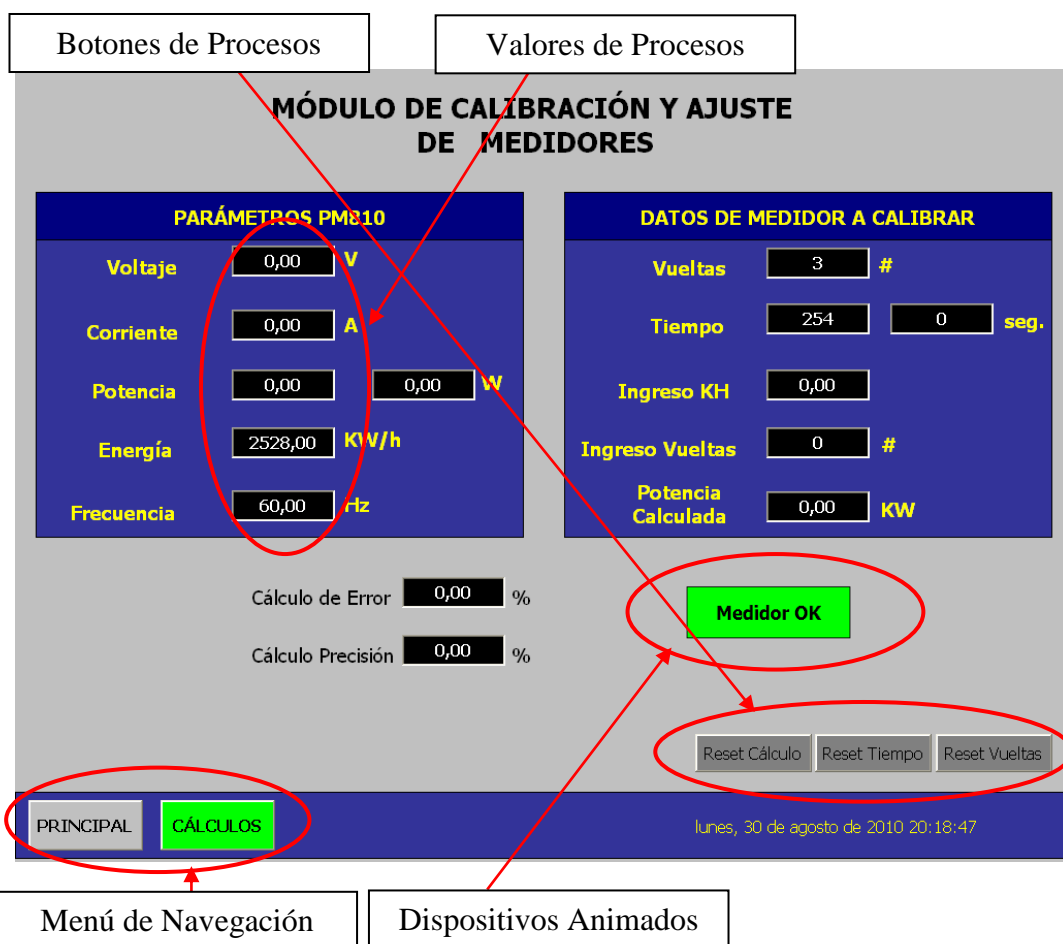 Botones de Procesos
Valores de Procesos
MÓDULO DE CALIBRACIÓN Y AJUSTE
DE MEDIDORES
PARÁMETROS PM810
Voltaje 0,00 V
Corriente 0,00 A
Potencia 0,00 0,00 W
Energía 2528,00 KW/h
Frecuencia 60,00 Hz
DATOS DE MEDIDOR A CALIBRAR
Vueltas 3 #
Tiempo 254 0 seg.
Ingreso KH 0,00
Ingreso Vueltas 0 #
Potencia
Calculada 0,00 KW
Cálculo de Error 0,00 %
Cálculo Precisión 0,00 %
Medidor OK
Reset Cálculo Reset Tiempo Reset Vueltas
PRINCIPAL CÁLCULOS
lunes, 30 de agosto de 2010 20:18:47
Menú de Navegación
Dispositivos Animados